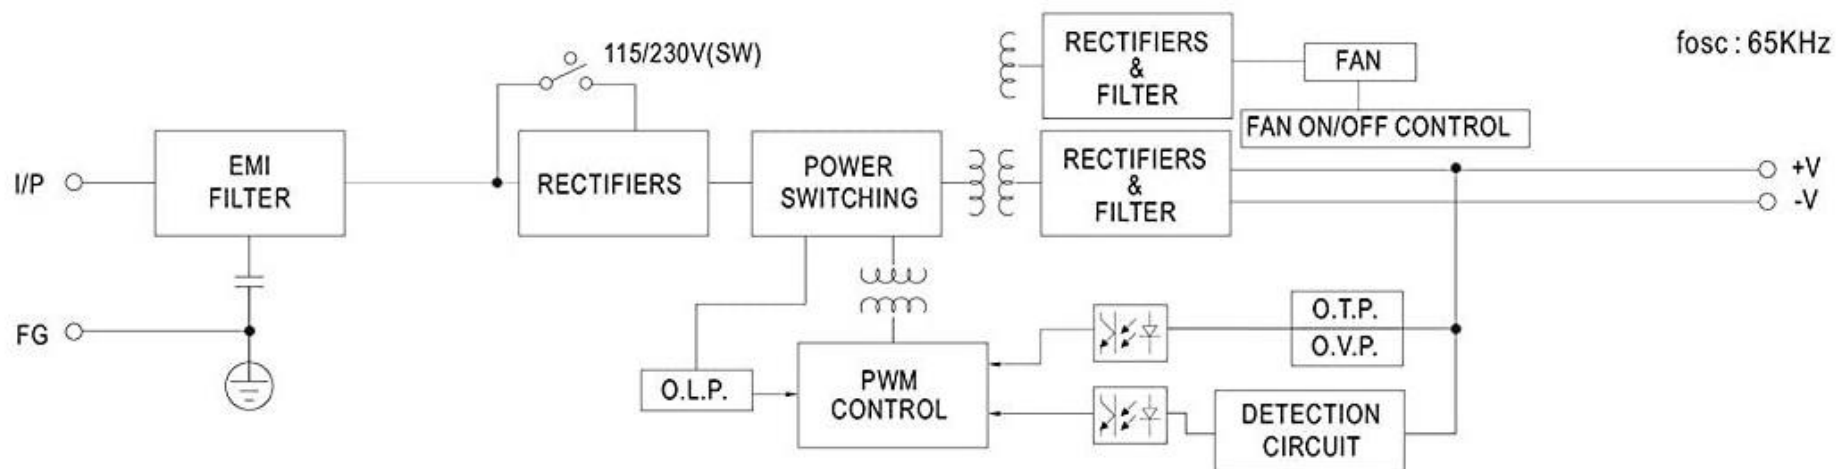 RECTIFIERS
&
FILTER
FAN
FAN ON/OFF CONTROL
fosc : 65KHz
115/230V(SW)
I/P
EMI
FILTER
RECTIFIERS
POWER
SWITCHING
RECTIFIERS
&
FILTER
+V
-V
FG
O.L.P.
PWM
CONTROL
O.T.P.
O.V.P.
DETECTION
CIRCUIT